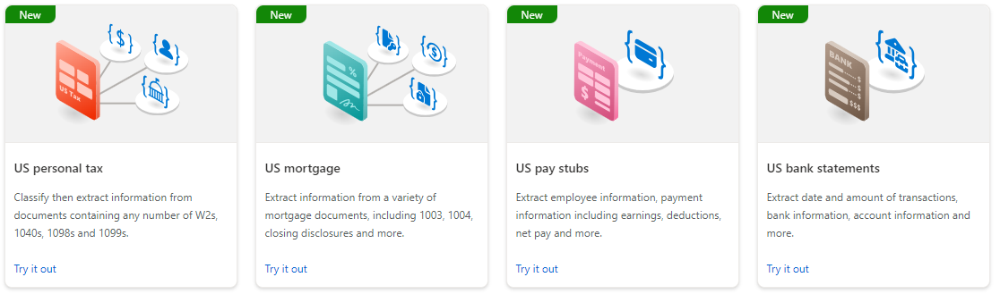 New
US Tax
US personal tax
Classify then extract information from
documents containing any number of W2s,
1040s, 1098s and 1099s.
Try it out
New
%
US mortgage
Extract information from a variety of
mortgage documents, including 1003, 1004,
closing disclosures and more.
Try it out
New
Payment
$
US pay stubs
Extract employee information, payment
information including earnings, deductions,
net pay and more.
Try it out
New
BANK
$
$
$$$
US bank statements
Extract date and amount of transactions,
bank information, account information and
more.
Try it out